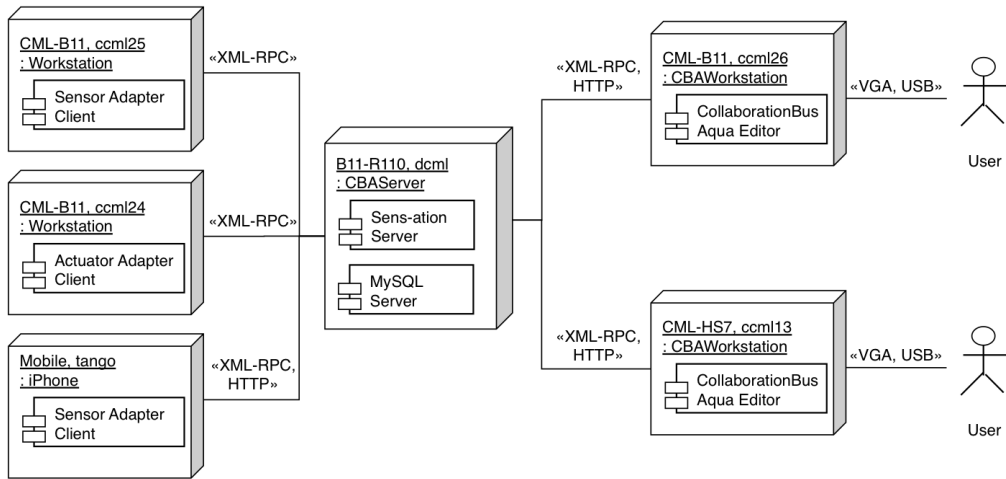 CML-B11, ccml25
: Workstation
Sensor Adapter
Client
«XML-RPC»
CML-B11, ccml24
: Workstation
Actuator Adapter
Client
«XML-RPC»
Mobile, tango
: iPhone
Sensor Adapter
Client
«XML-RPC,
HTTP»
B11-R110, dcml
: CBAServer
Sens-ation
Server
MySQL
Server
«XML-RPC,
HTTP»
CML-B11, ccml26
: CBAWorkstation
CollaborationBus
Aqua Editor
«VGA, USB»
User
«XML-RPC,
HTTP»
CML-HS7, ccml13
: CBAWorkstation
CollaborationBus
Aqua Editor
«VGA, USB»
User